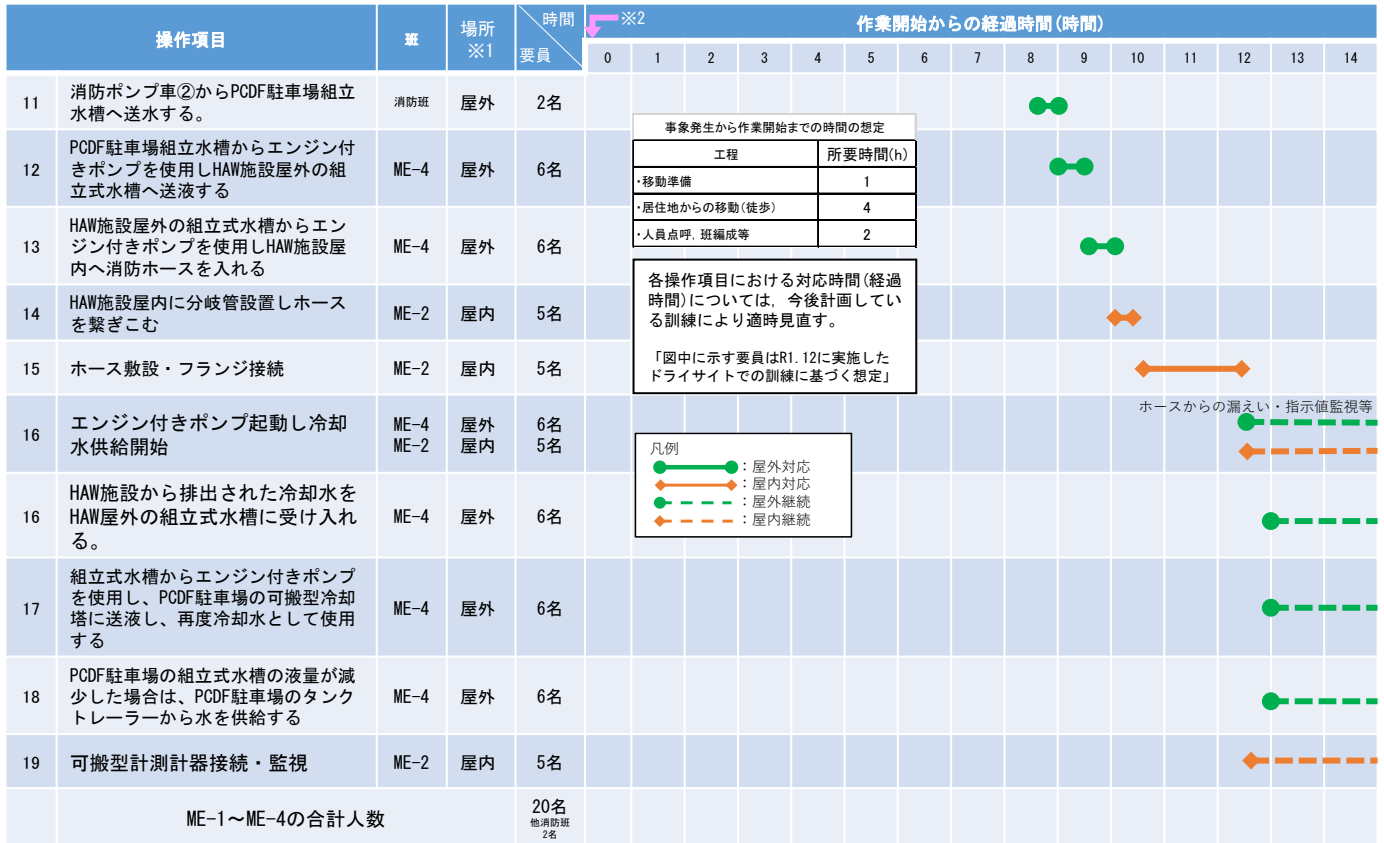 操作項目
班
場所
※1
時間
要員
※2
作業開始からの経過時間(時間)
0 1 2 3 4 5 6 7 8 9 10 11 12 13 14
11
消防ポンプ車②からPCDF駐車場組立
水槽へ送水する。
消防班
屋外
2名
12
PCDF駐車場組立水槽からエンジン付
きポンプを使用しHAW施設屋外の組
立式水槽へ送液する
ME-4
屋外
6名
13
HAW施設屋外の組立式水槽からエン
ジン付きポンプを使用しHAW施設屋
内へ消防ホースを入れる
ME-4
屋外
6名
14
HAW施設屋内に分岐管設置しホース
を繋ぎこむ
ME-2
屋内
5名
15
ホース敷設・フランジ接続
ME-2
屋内
5名
16
エンジン付きポンプ起動し冷却
水供給開始
ME-4
ME-2
屋外
屋内
6名
5名
ホースからの漏えい・指示値監視等
16
HAW施設から排出された冷却水を
HAW屋外の組立式水槽に受け入れ
る。
ME-4
屋外
6名
17
組立式水槽からエンジン付きポンプ
を使用し、PCDF駐車場の可搬型冷却
塔に送液し、再度冷却水として使用
する
ME-4
屋外
6名
18
PCDF駐車場の組立式水槽の液量が減
少した場合は、PCDF駐車場のタンク
トレーラーから水を供給する
ME-4
屋外
6名
19
可搬型計測計器接続・監視
ME-2
屋内
5名
ME-1～ME-4の合計人数
20名
他消防班
2名
事象発生から作業開始までの時間の想定
工程 所要時間(h)
・移動準備 1
・居住地からの移動(徒歩) 4
・人員点呼，班編成等 2
各操作項目における対応時間(経過
時間)については，今後計画してい
る訓練により適時見直す。
「図中に示す要員はR1.12に実施した
ドライサイトでの訓練に基づく想定」
凡例
：屋外対応
：屋内対応
：屋外継続
：屋内継続